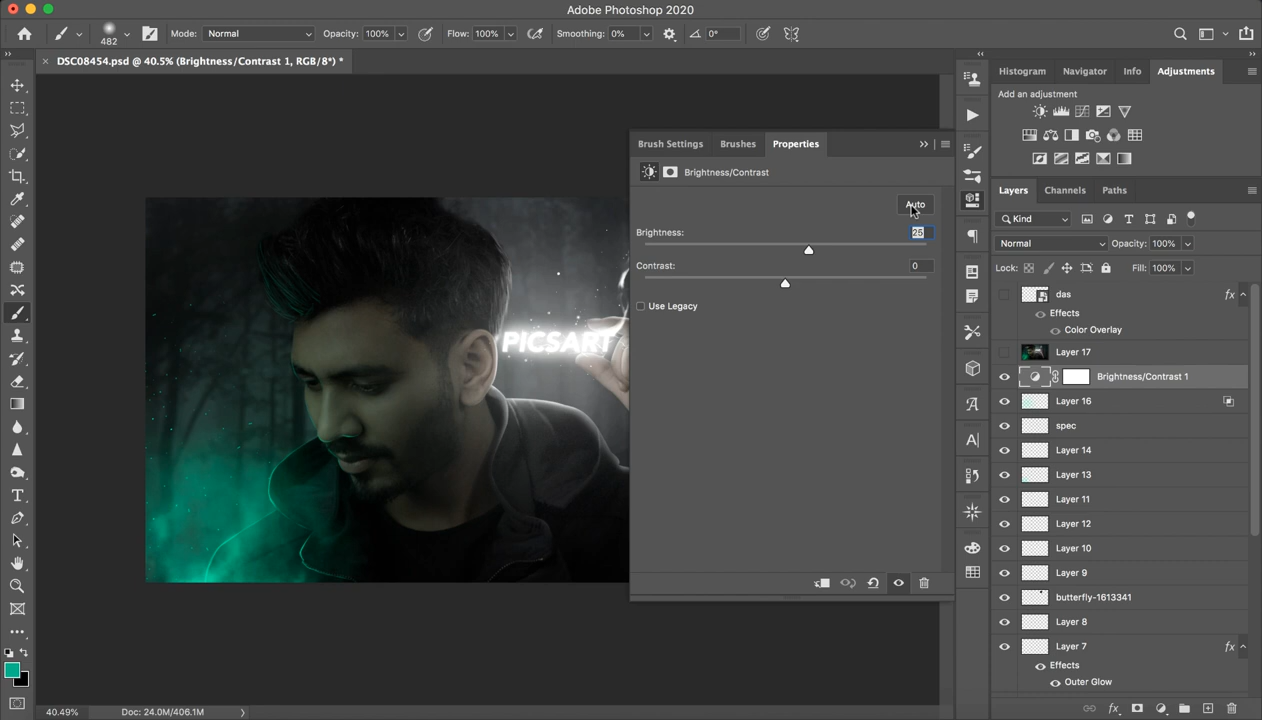 Adobe Photoshop 2020
482
Mode: Normal
Opacity: 100%
Flow: 100%
Smoothing: 0%
0°
DSC08454.psd @ 40.5% (Brightness/Contrast 1, RGB/8*) *
Histogram
Navigator
Info
Adjustments
Add an adjustment
Brush Settings
Brushes
Properties
Brightness/Contrast
Auto
Brightness:
25
Contrast:
0
Use Legacy
PICSART
Layers
Channels
Paths
Kind
Normal
Opacity: 100%
Lock:
Fill: 100%
das
fx
Effects
Color Overlay
Layer 17
Brightness/Contrast 1
Layer 16
spec
Layer 14
Layer 13
Layer 11
Layer 12
Layer 10
Layer 9
butterfly-1613341
Layer 8
Layer 7
fx
Effects
Outer Glow
fx
40.49%
Doc: 24.0M/406.1M